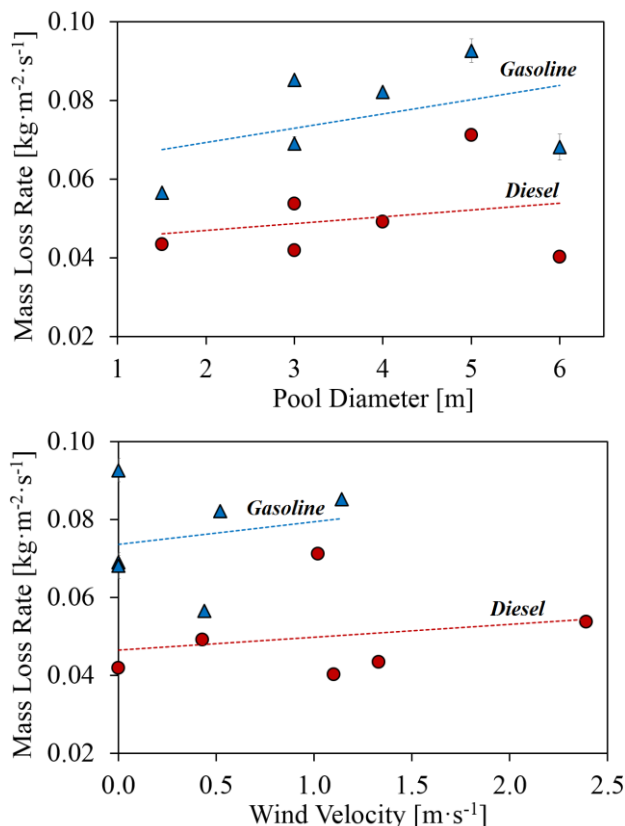 0.10
0.08
0.06
0.04
0.02
Mass Loss Rate [kg·m⁻²·s⁻¹]
Gasoline
Diesel
1 2 3 4 5 6
Pool Diameter [m]
0.10
0.08
0.06
0.04
0.02
Mass Loss Rate [kg·m⁻²·s⁻¹]
Gasoline
Diesel
0.0 0.5 1.0 1.5 2.0 2.5
Wind Velocity [m·s⁻¹]